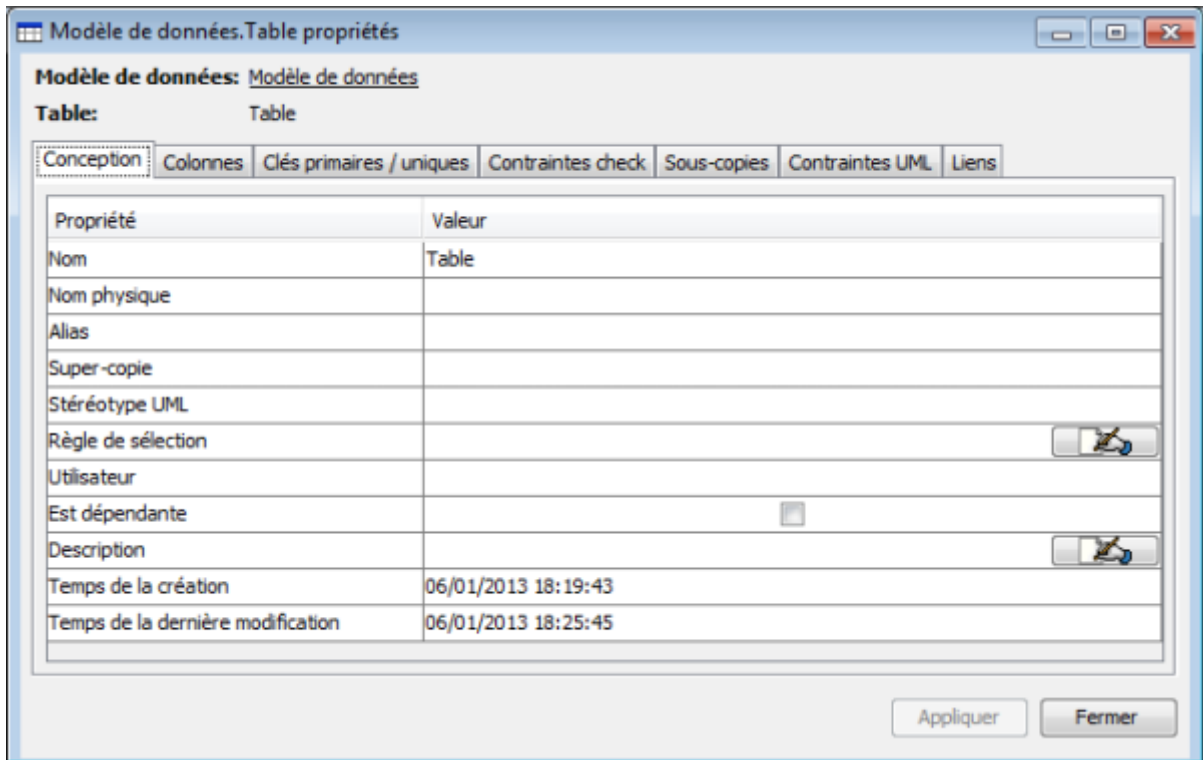 Modèle de données.Table propriétés
Modèle de données: Modèle de données
Table: Table
Conception Colonnes Clés primaires / uniques Contraintes check Sous-copies Contraintes UML Liens
Propriété Valeur
Nom Table
Nom physique
Alias
Super-copie
Stéréotype UML
Règle de sélection
Utilisateur
Est dépendante
Description
Temps de la création 06/01/2013 18:19:43
Temps de la dernière modification 06/01/2013 18:25:45
Appliquer Fermer